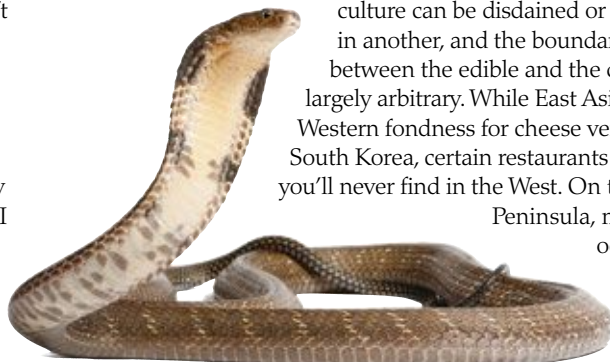 y
I
culture can be disdained or
in another, and the boundar
between the edible and the
largely arbitrary. While East Asi
Western fondness for cheese ve
South Korea, certain restaurants
you'll never find in the West. On t
Peninsula,